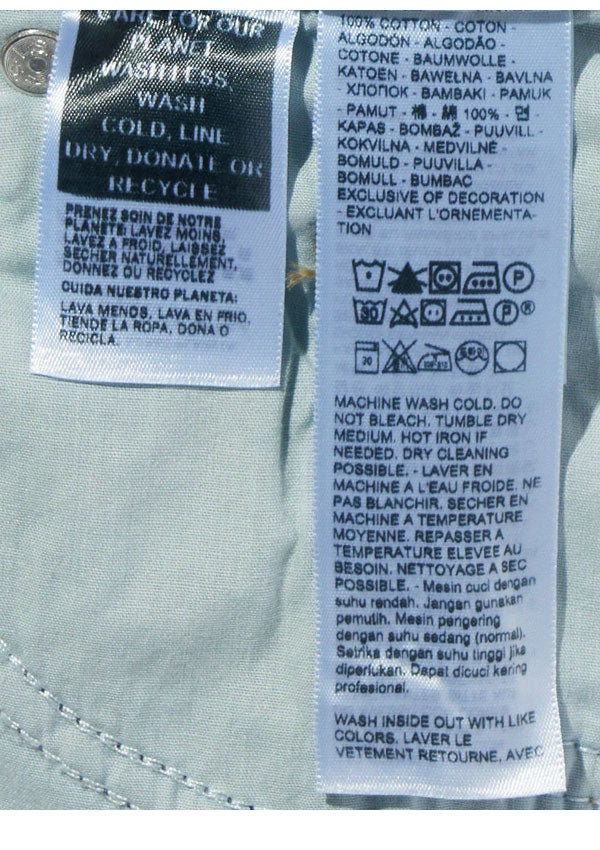 CARE FOR OUR
PLANET
WASH LESS,
WASH
COLD, LINE
DRY, DONATE OR
RECYCLE
PRENEZ SOIN DE NOTRE
PLANETE: LAVEZ MOINS,
LAVEZ A FROID, LAISSEZ
SECHER NATURELLEMENT,
DONNEZ OU RECYCLEZ
CUIDA NUESTRO PLANETA:
LAVA MENOS, LAVA EN FRIO,
TIENDE LA ROPA, DONA O
RECICLA.
100% COTTON - COTON -
ALGODÓN - ALGODÃO -
COTONE - BAUMWOLLE -
KATOEN - BAWEŁNA - BAVLNA
- ХЛОПОК - BAMBAKI - PAMUK
- PAMUT - 棉 - 綿 100% - 면 -
KAPAS - BOMBAŽ - PUUVILL -
KOKVILNA - MEDVILNĖ -
BOMULD - PUUVILLA -
BOMULL - BUMBAC
EXCLUSIVE OF DECORATION
- EXCLUANT L'ORNEMENTA-
TION
P
30 P ®
30
MACHINE WASH COLD. DO
NOT BLEACH. TUMBLE DRY
MEDIUM. HOT IRON IF
NEEDED. DRY CLEANING
POSSIBLE. - LAVER EN
MACHINE A L'EAU FROIDE. NE
PAS BLANCHIR. SECHER EN
MACHINE A TEMPERATURE
MOYENNE. REPASSER A
TEMPERATURE ELEVEE AU
BESOIN. NETTOYAGE A SEC
POSSIBLE. - Mesin cuci dengan
suhu rendah. Jangan gunakan
pemutih. Mesin pengering
dengan suhu sedang (normal).
Setrika dengan suhu tinggi jika
diperlukan. Dapat dicuci kering
profesional.
WASH INSIDE OUT WITH LIKE
COLORS. LAVER LE
VETEMENT RETOURNE, AVEC